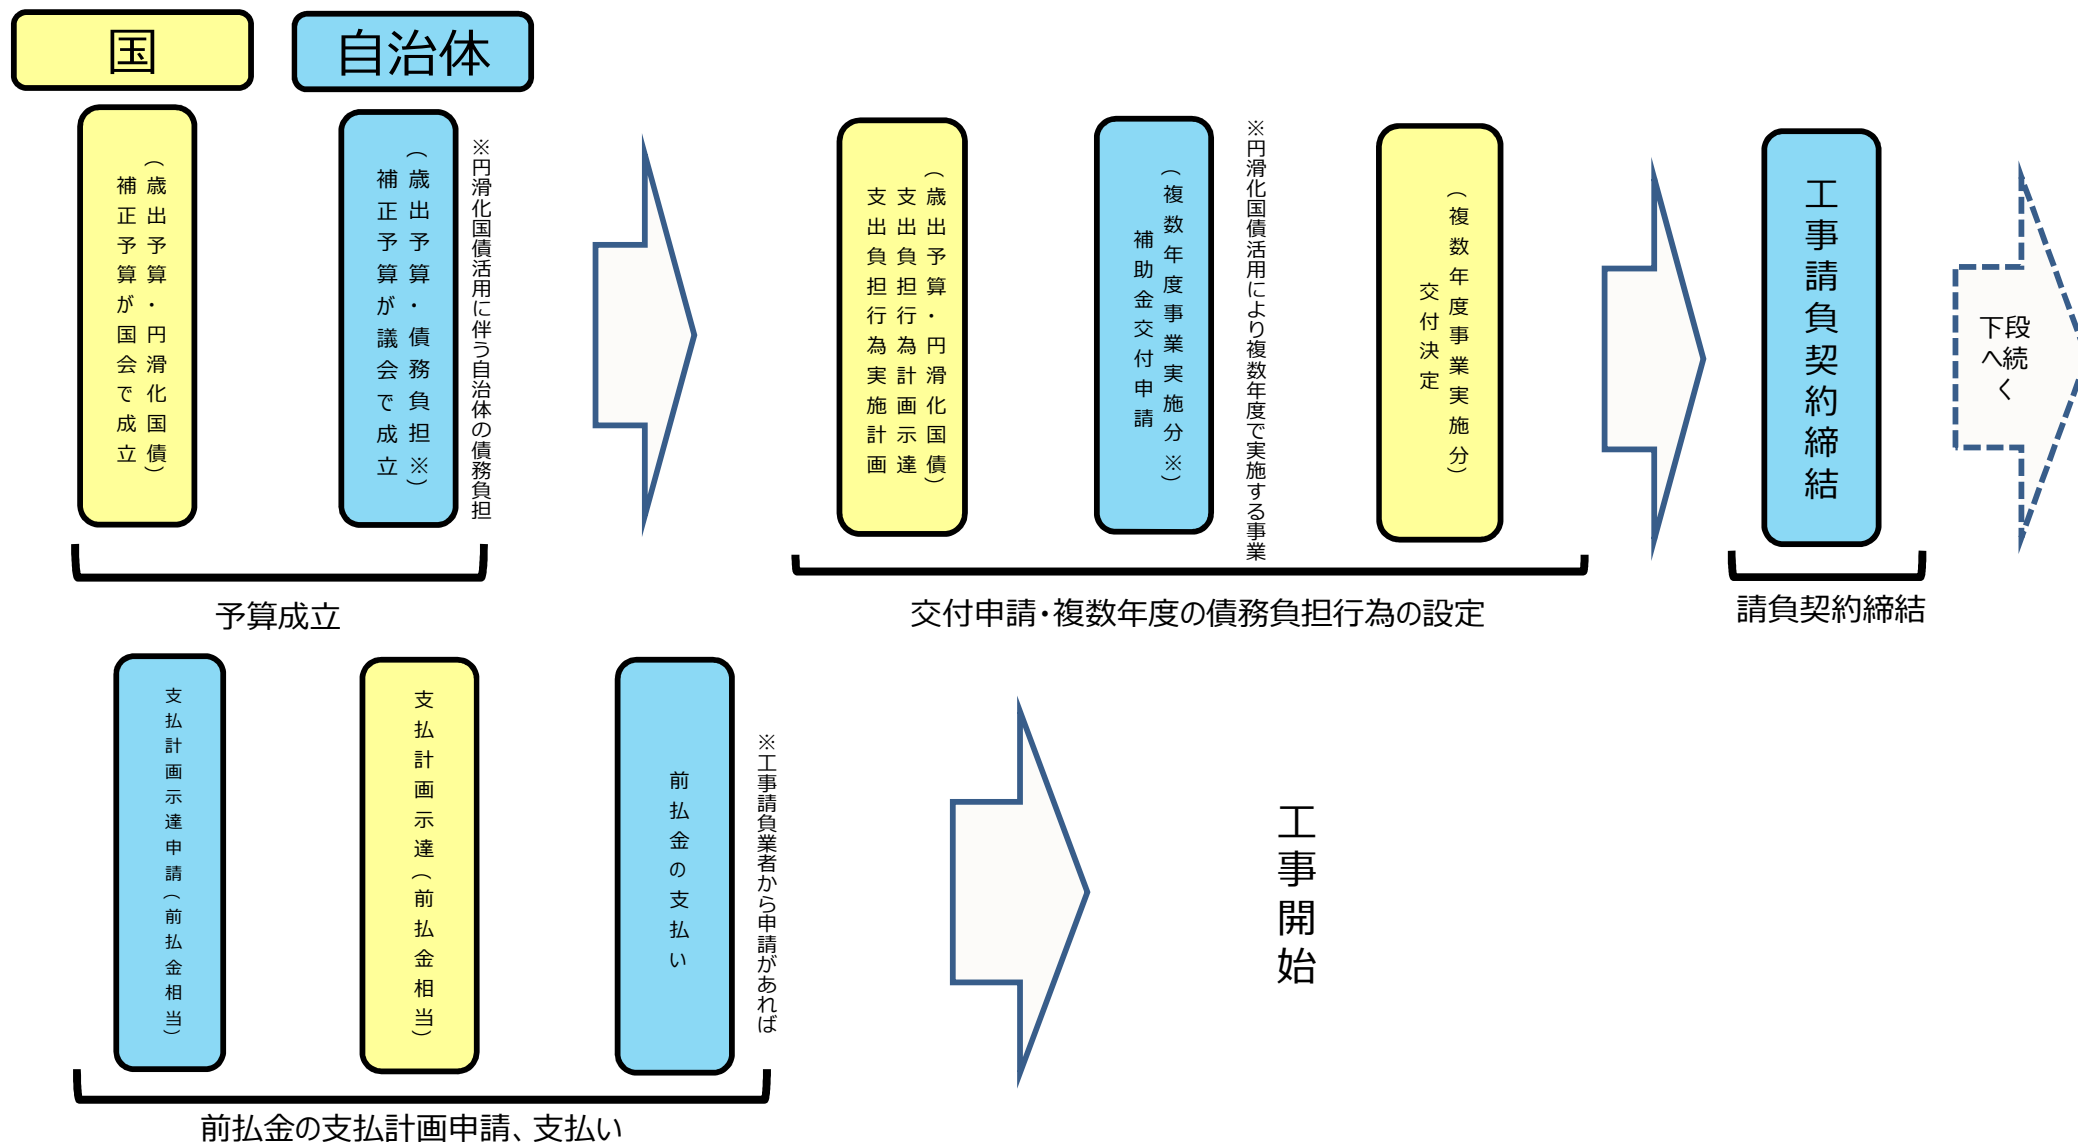 国
自治体
補正予算が国会で成立
（歳出予算・円滑化国債）
補正予算が議会で成立
（歳出予算・債務負担※）
※円滑化国債活用に伴う自治体の債務負担
支出負担行為実施計画
支出負担行為計画示達
（歳出予算・円滑化国債）
補助金交付申請
（複数年度事業実施分※）
※円滑化国債活用により複数年度で実施する事業
交付決定
（複数年度事業実施分）
工事請負契約締結
下段
へ続
く
予算成立
交付申請・複数年度の債務負担行為の設定
請負契約締結
支払計画示達申請（前払金相当）
支払計画示達（前払金相当）
前払金の支払い
※工事請負業者から申請があれば
工事開始
前払金の支払計画申請、支払い